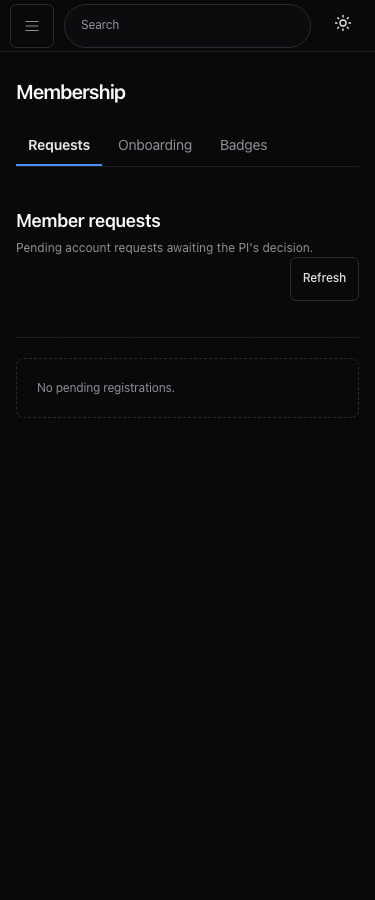 Search
Membership
Requests Onboarding Badges
Member requests
Pending account requests awaiting the PI's decision.
Refresh
No pending registrations.